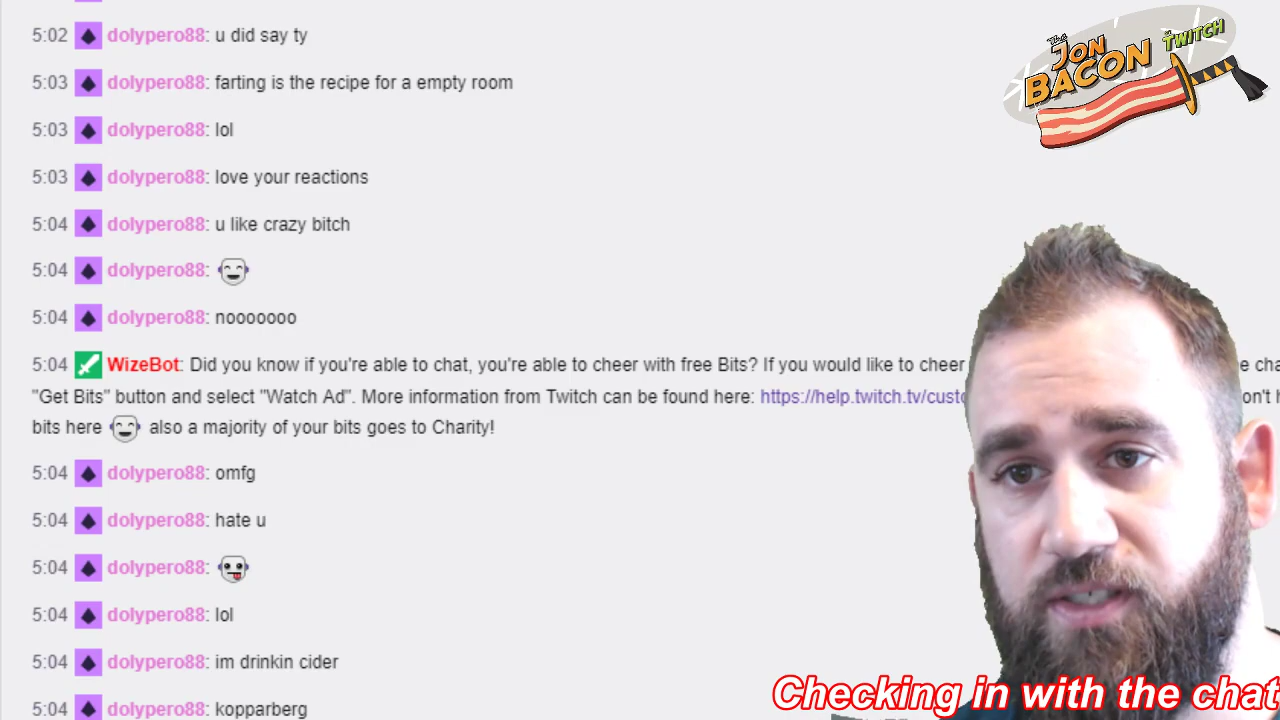 5:02 dolypero88: u did say ty
5:03 dolypero88: farting is the recipe for a empty room
5:03 dolypero88: lol
5:03 dolypero88: love your reactions
5:04 dolypero88: u like crazy bitch
5:04 dolypero88:
5:04 dolypero88: nooooooo
5:04 WizeBot: Did you know if you're able to chat, you're able to cheer with free Bits? If you would like to cheer
"Get Bits" button and select "Watch Ad". More information from Twitch can be found here: https://help.twitch.tv/custo
bits here also a majority of your bits goes to Charity!
5:04 dolypero88: omfg
5:04 dolypero88: hate u
5:04 dolypero88:
5:04 dolypero88: lol
5:04 dolypero88: im drinkin cider
5:04 dolypero88: kopparberg
JON
BACON
TWITCH
Checking in with the chat